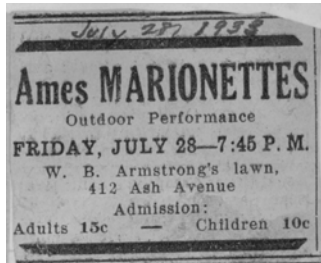 July 28, 1933
Ames MARIONETTES
Outdoor Performance
FRIDAY, JULY 28—7:45 P. M.
W. B. Armstrong's lawn,
412 Ash Avenue
Admission:
Adults 15c — Children 10c